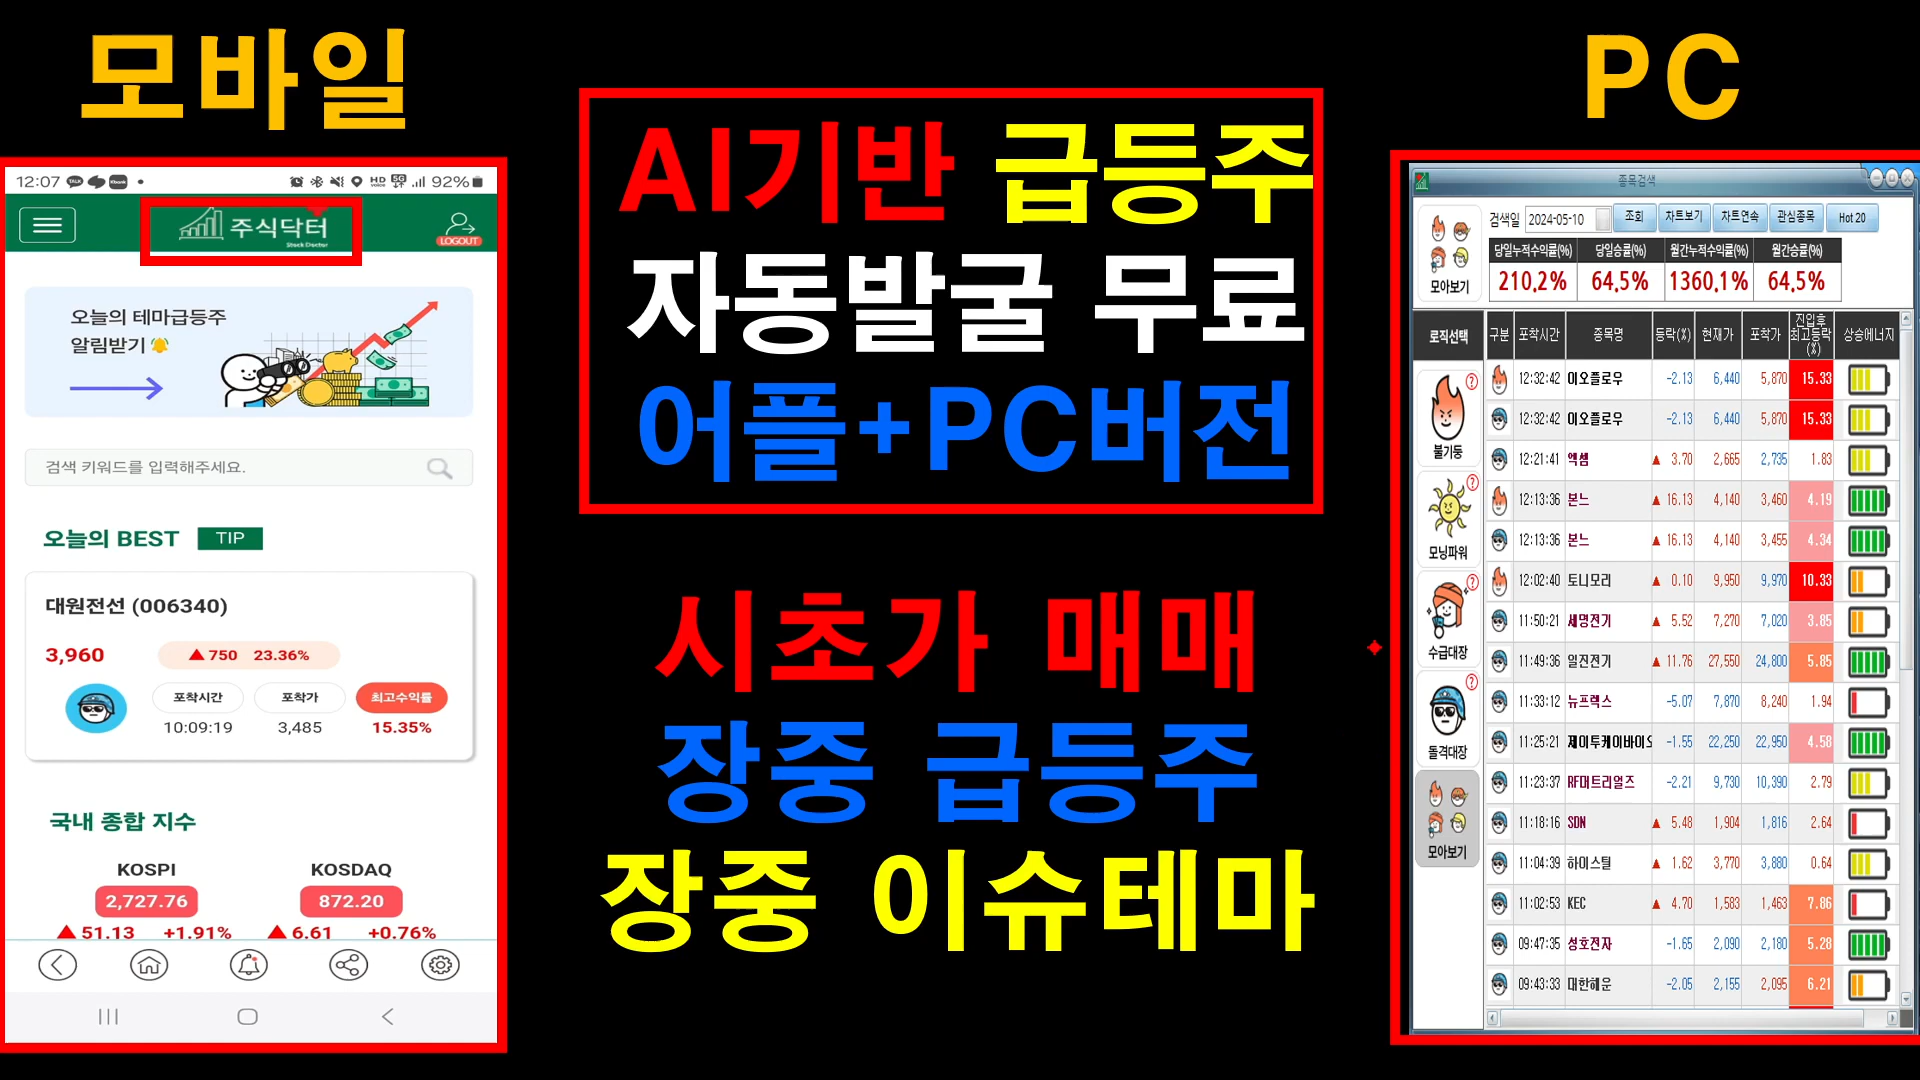 모바일
PC
AI기반 급등주
자동발굴 무료
어플+PC버전
시초가 매매
장중 급등주
장중 이슈테마
12:07
TALK
Kbank
HD
5G
92%
주식닥터
Stock Doctor
LOGOUT
오늘의 테마급등주
알림받기
검색 키워드를 입력해주세요.
오늘의 BEST TIP
대원전선 (006340)
3,960 ▲ 750 23.36%
포착시간 포착가 최고수익률
10:09:19 3,485 15.35%
국내 종합 지수
KOSPI KOSDAQ
2,727.76 872.20
▲ 51.13 +1.91% ▲ 6.61 +0.76%
종목검색
모아보기
검색일 2024-05-10 조회 차트보기 차트연속 관심종목 Hot 20
당일누적수익률(%) 당일승률(%) 월간누적수익률(%) 월간승률(%)
210,2% 64,5% 1360,1% 64,5%
로직선택
불기둥
모닝파워
수급대장
돌격대장
모아보기
구분 포착시간 종목명 등락(%) 현재가 포착가 진입후 최고등락 (%) 상승에너지
12:32:42 이오플로우 -2.13 6,440 5,870 15.33
12:32:42 이오플로우 -2.13 6,440 5,870 15.33
12:21:41 엑셈 ▲ 3.70 2,665 2,735 1.83
12:13:36 본느 ▲ 16.13 4,140 3,460 4.19
12:13:36 본느 ▲ 16.13 4,140 3,455 4.34
12:02:40 토니모리 ▲ 0.10 9,950 9,970 10.33
11:50:21 세명전기 ▲ 5.52 7,270 7,020 3.85
11:49:36 일진전기 ▲ 11.76 27,550 24,800 5.85
11:33:12 뉴프렉스 -5.07 7,870 8,240 1.94
11:25:21 제이투케이바이오 -1.55 22,250 22,950 4.58
11:23:37 RF머트리얼즈 -2.21 9,730 10,390 2.79
11:18:16 SDN ▲ 5.48 1,904 1,816 2.64
11:04:39 하이스틸 ▲ 1.62 3,770 3,880 0.64
11:02:53 KEC ▲ 4.70 1,583 1,463 7.86
09:47:35 성호전자 -1.65 2,090 2,180 5.28
09:43:33 대한해운 -2.05 2,155 2,095 6.21